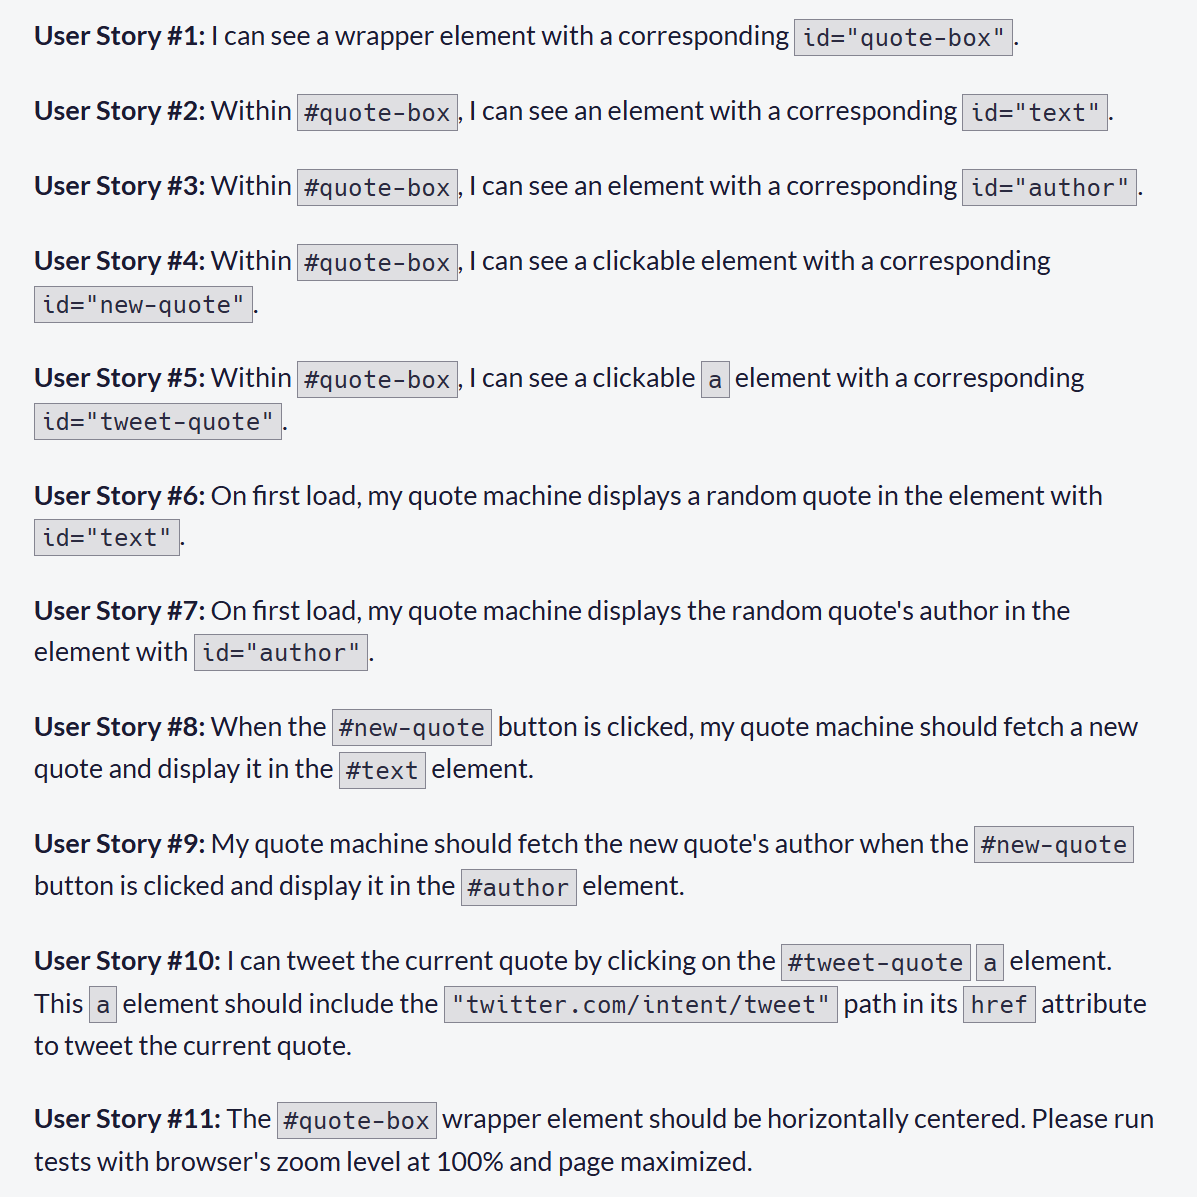 User Story #1: I can see a wrapper element with a corresponding id="quote-box".
User Story #2: Within #quote-box, I can see an element with a corresponding id="text".
User Story #3: Within #quote-box, I can see an element with a corresponding id="author".
User Story #4: Within #quote-box, I can see a clickable element with a corresponding
id="new-quote".
User Story #5: Within #quote-box, I can see a clickable a element with a corresponding
id="tweet-quote".
User Story #6: On first load, my quote machine displays a random quote in the element with
id="text".
User Story #7: On first load, my quote machine displays the random quote's author in the
element with id="author".
User Story #8: When the #new-quote button is clicked, my quote machine should fetch a new
quote and display it in the #text element.
User Story #9: My quote machine should fetch the new quote's author when the #new-quote
button is clicked and display it in the #author element.
User Story #10: I can tweet the current quote by clicking on the #tweet-quote a element.
This a element should include the "twitter.com/intent/tweet" path in its href attribute
to tweet the current quote.
User Story #11: The #quote-box wrapper element should be horizontally centered. Please run
tests with browser's zoom level at 100% and page maximized.